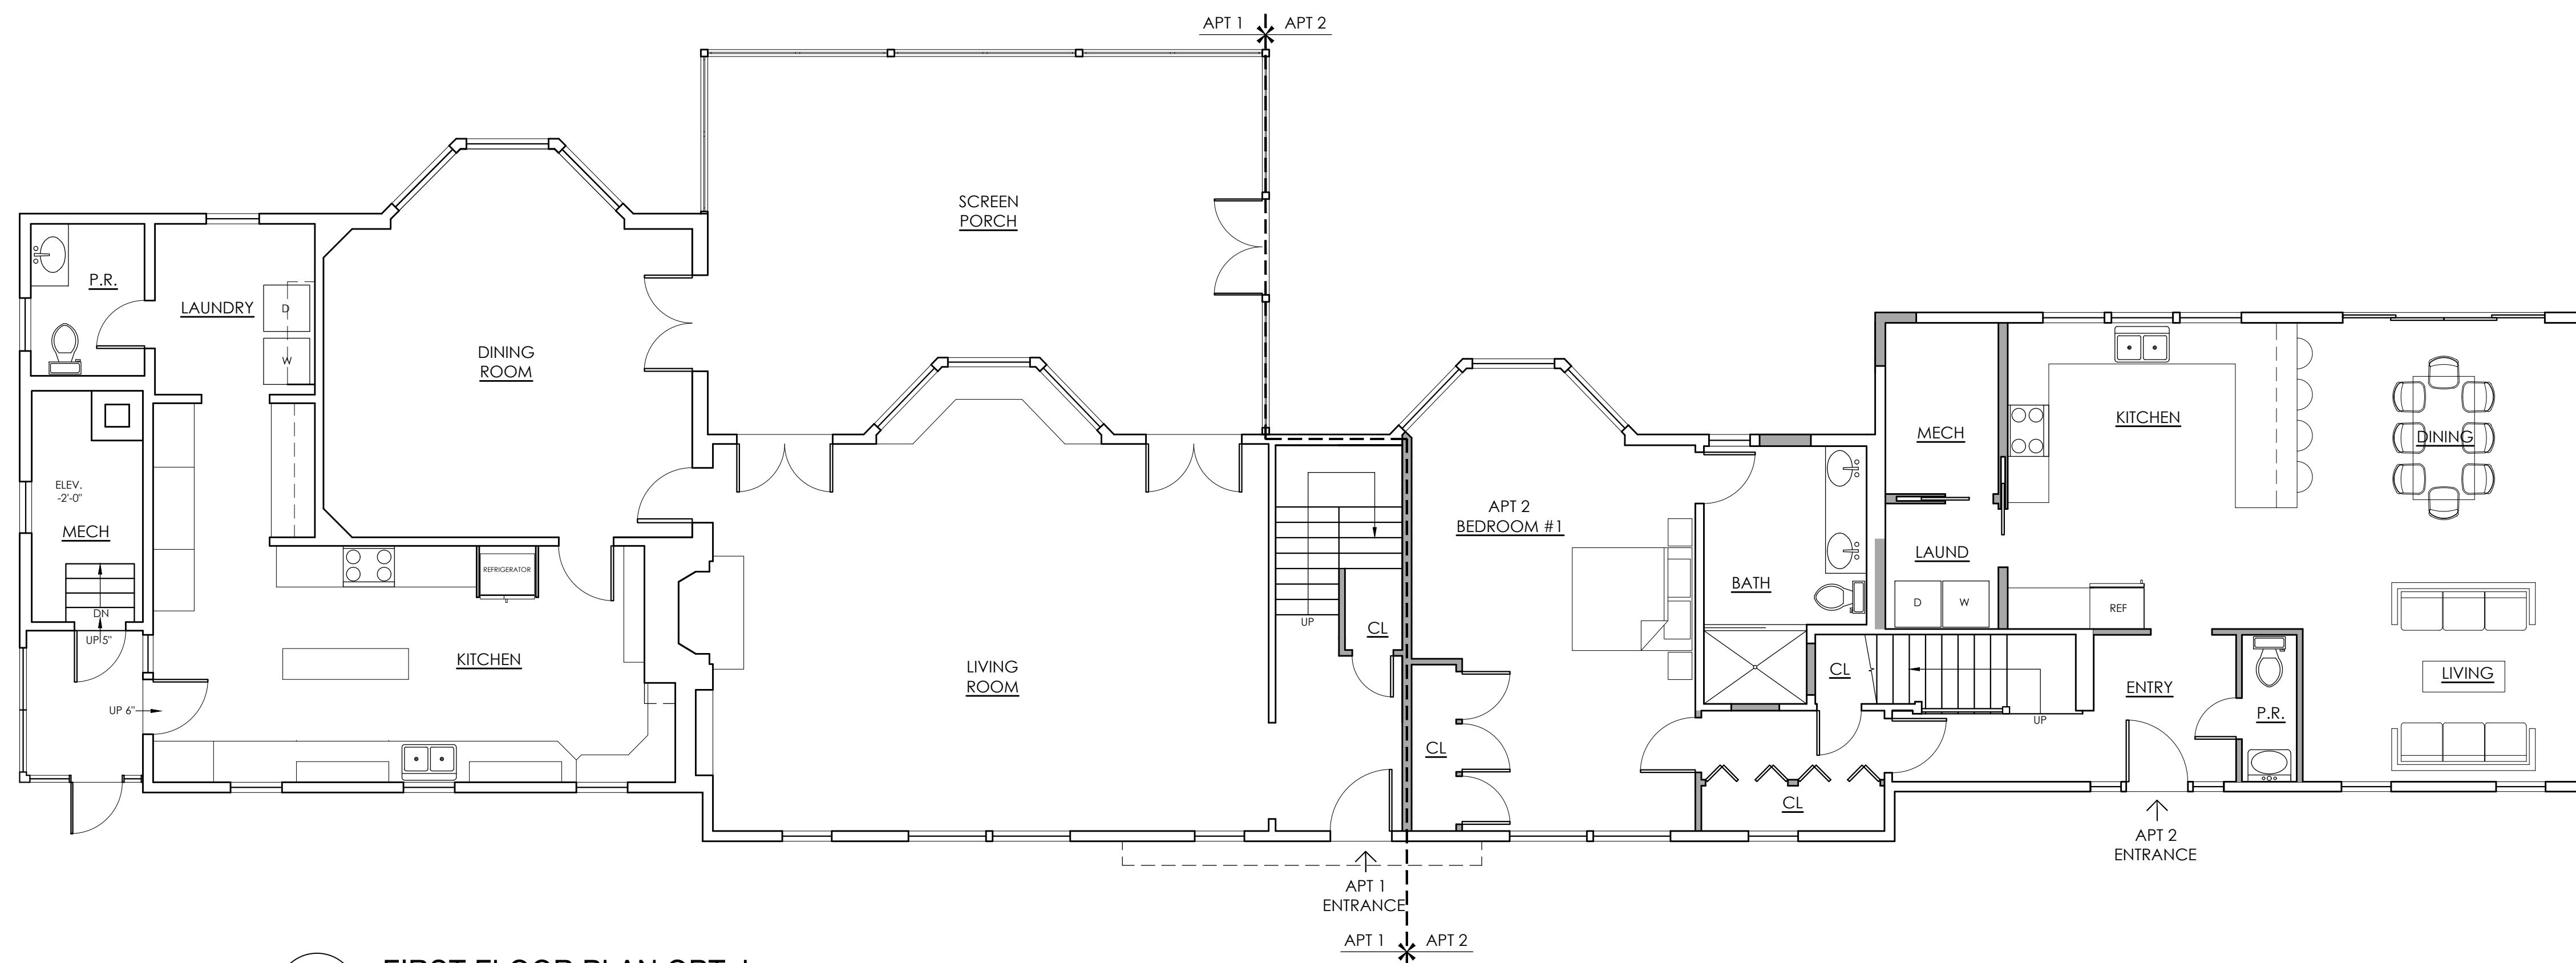 APT 1
APT 2
SCREEN
PORCH
P.R.
LAUNDRY
D
W
DINING
ROOM
ELEV.
-2'-0"
MECH
DN
UP 5"
UP 6"
REFRIGERATOR
KITCHEN
LIVING
ROOM
UP
CL
APT 2
BEDROOM #1
CL
BATH
CL
CL
MECH
LAUND
D
W
KITCHEN
REF
DINING
LIVING
ENTRY
UP
P.R.
APT 1
ENTRANCE
APT 2
ENTRANCE
APT 1
APT 2